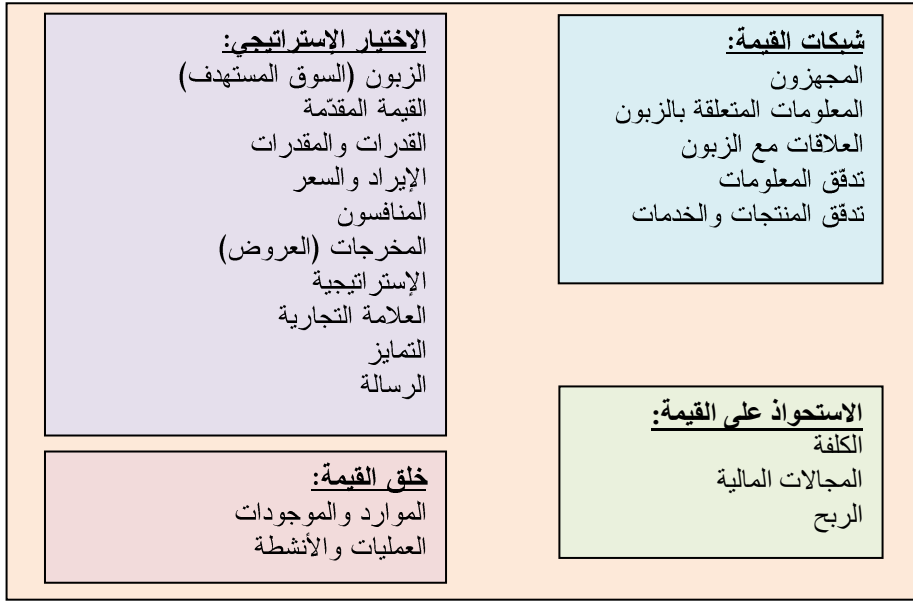 شبكات القيمة:
المجهزون
المعلومات المتعلقة بالزبون
العلاقات مع الزبون
تدفّق المعلومات
تدفّق المنتجات والخدمات
الاختيار الإستراتيجي:
الزبون (السوق المستهدف)
القيمة المقدّمة
القدرات والمقدرات
الإيراد والسعر
المنافسون
المخرجات (العروض)
الإستراتيجية
العلامة التجارية
التمايز
الرسالة
الاستحواذ على القيمة:
الكلفة
المجالات المالية
الربح
خلق القيمة:
الموارد والموجودات
العمليات والأنشطة